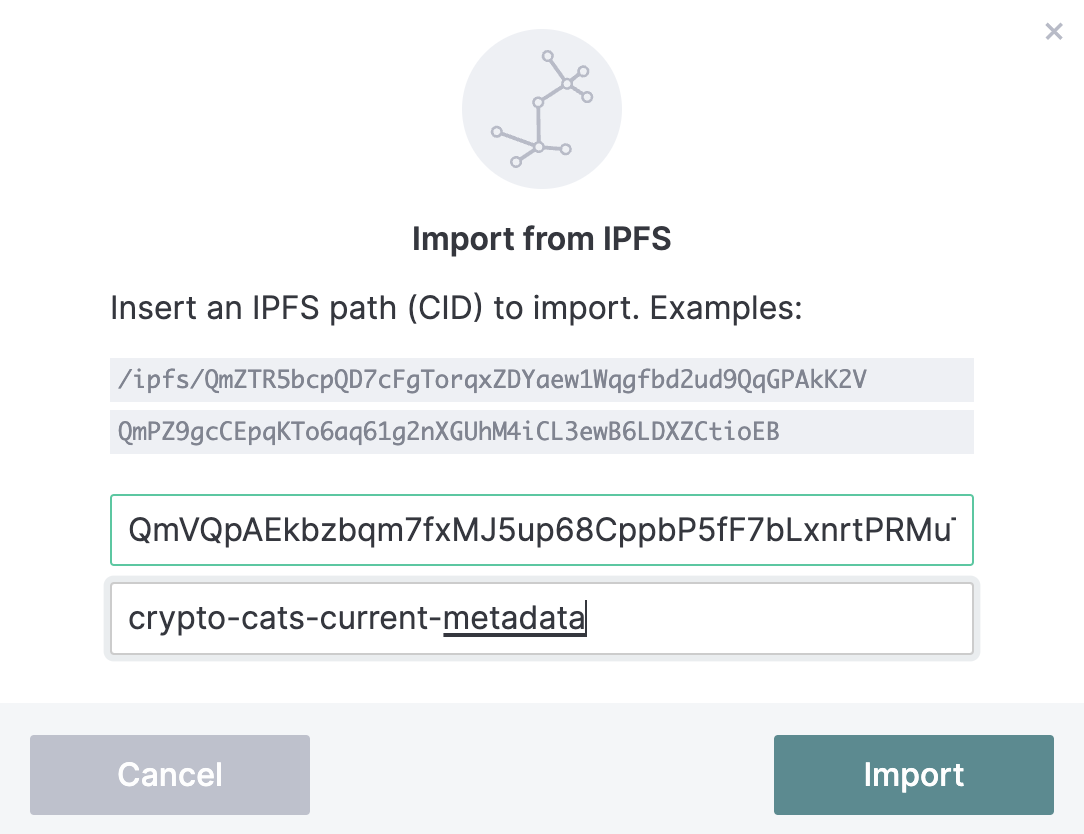 Import from IPFS
Insert an IPFS path (CID) to import. Examples:
/ipfs/QmZTR5bcpQD7cFgTorqxZDYaew1Wqgfbd2ud9QqGPAkK2V
QmPZ9gcCEpqKTo6aq61g2nXGUhM4iCL3ewB6LDXZCtioEB
QmVQpAEkbzbqm7fxMJ5up68CppbP5fF7bLxnrtPRMu
crypto-cats-current-metadata
Cancel
Import